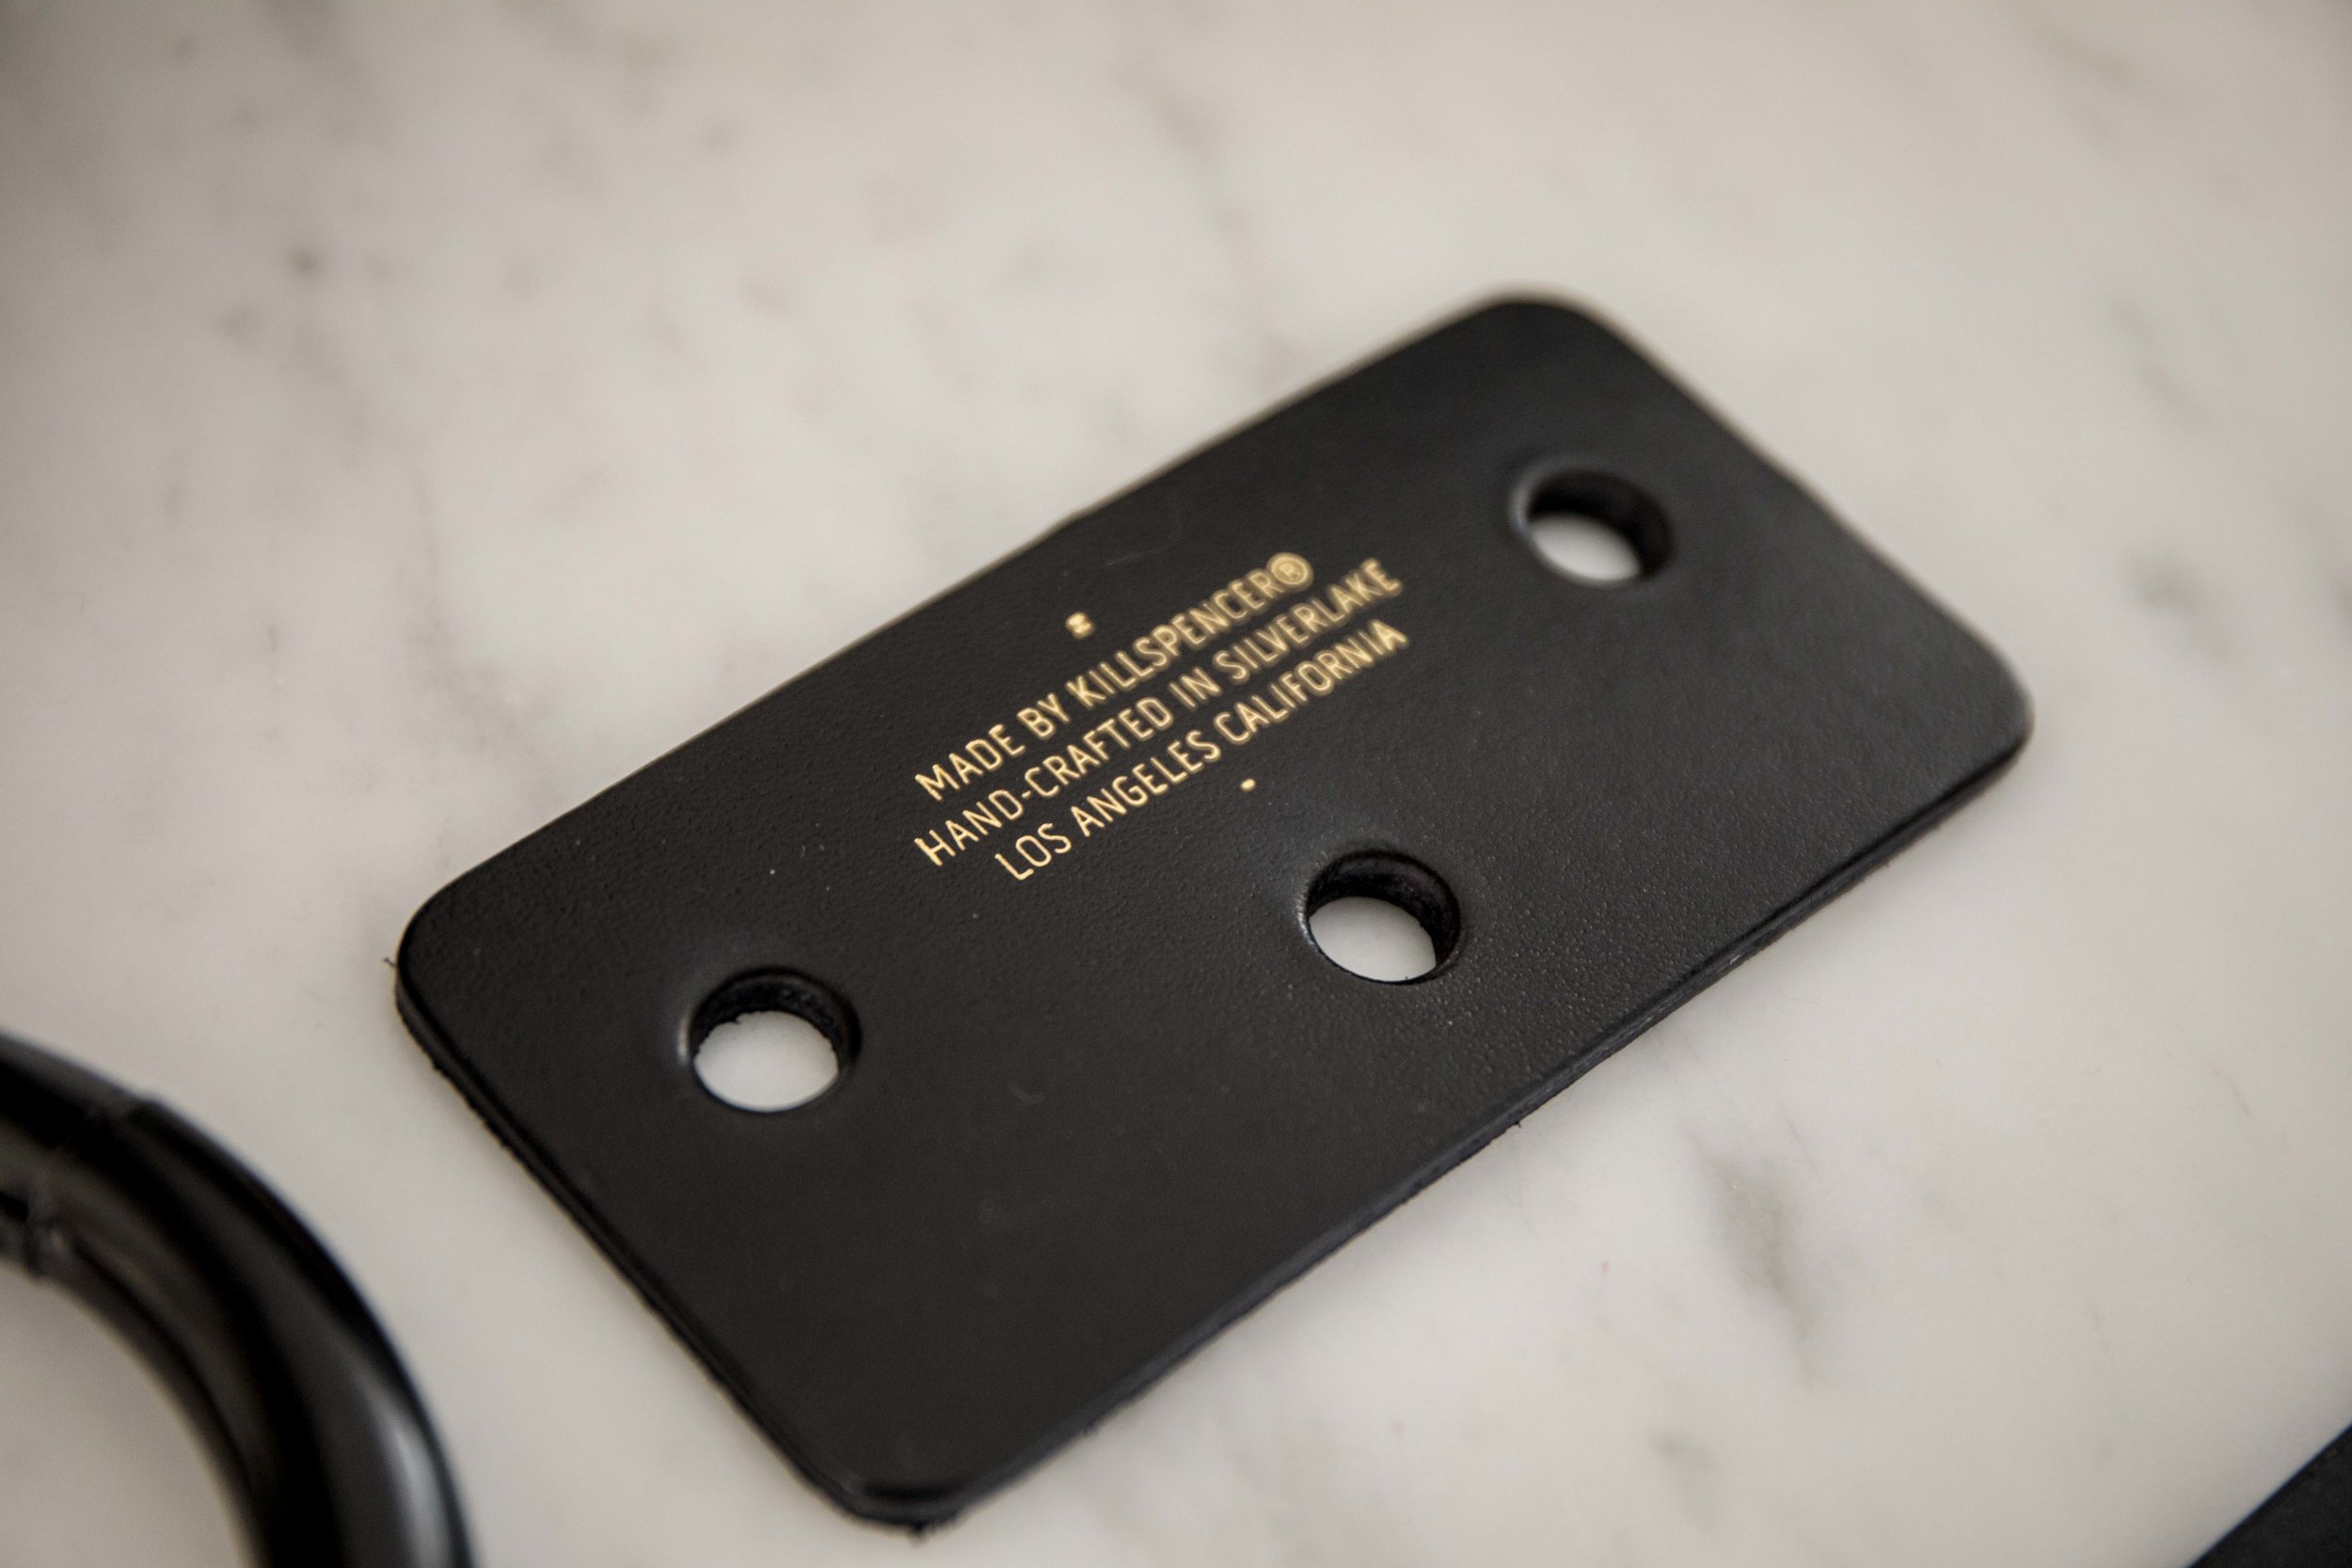 MADE BY KILLSPENCER®
HAND-CRAFTED IN SILVERLAKE
LOS ANGELES CALIFORNIA